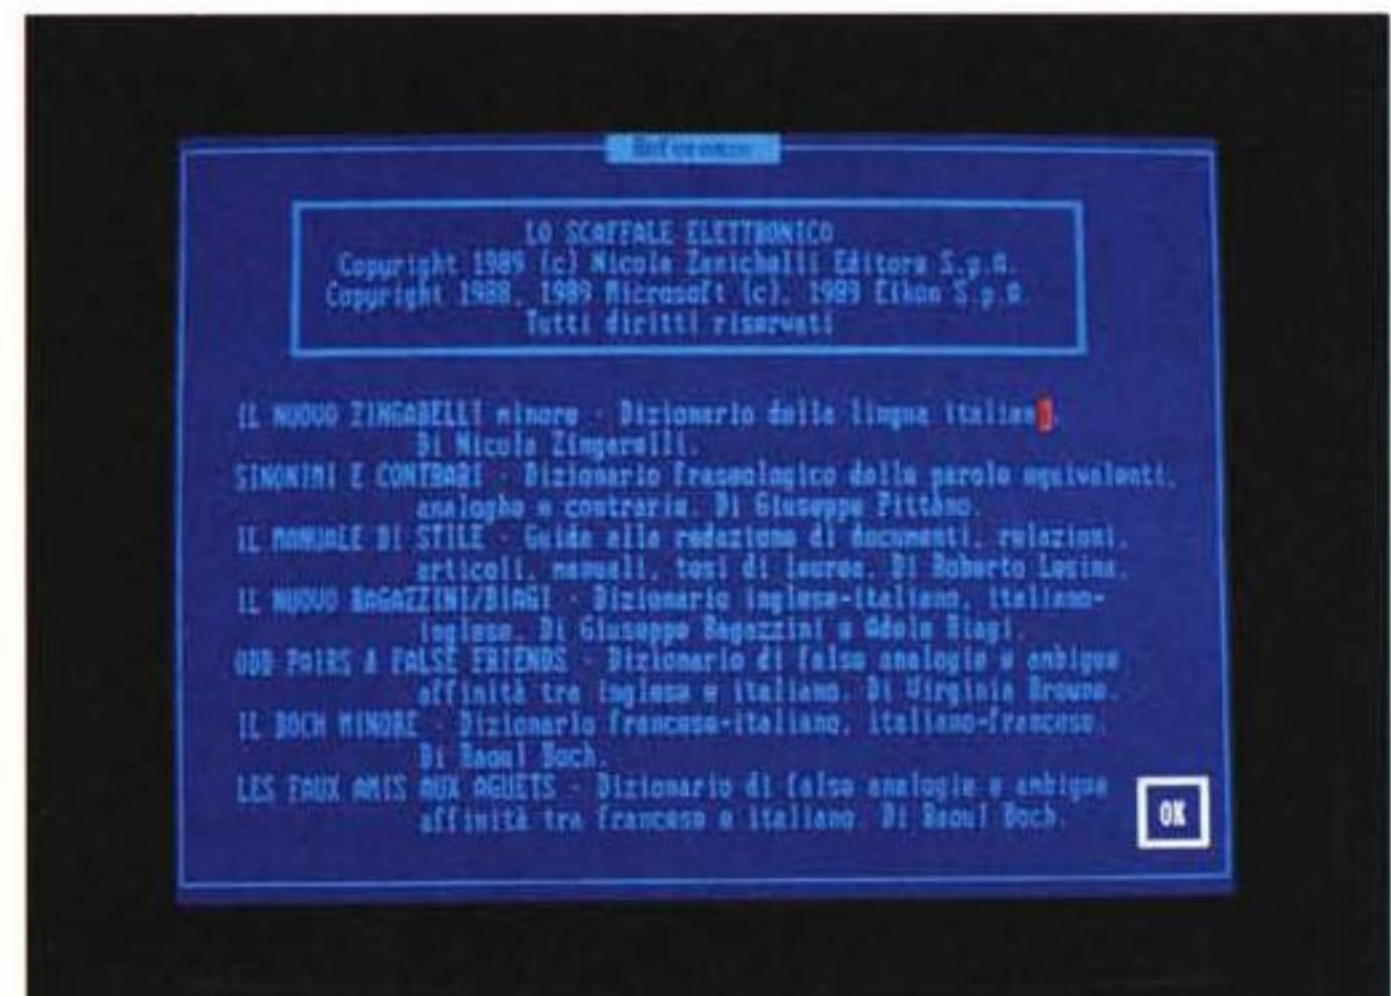 LO SCAFFALE ELETTRONICO
Copyright 1989 (c) Nicola Zanichelli Editore S.p.A.
Copyright 1988, 1989 Microsoft (c), 1989 Eikon S.p.A.
Tutti diritti riservati
IL NUOVO ZINGARELLI minore - Dizionario della lingua italian
Di Nicola Zingarelli.
SINONIMI E CONTRARI - Dizionario fraseologico delle parole equivalenti,
analoghe e contrarie. Di Giuseppe Pittàno.
IL MANUALE DI STILE - Guida alla redazione di documenti, relazioni,
articoli, manuali, tesi di laurea. Di Roberto Lesina.
IL NUOVO RAGAZZINI/BIAGI - Dizionario inglese-italiano, italiano-
inglese. Di Giuseppe Ragazzini e Adele Biagi.
ODD PAIRS & FALSE FRIENDS - Dizionario di false analogie e ambigue
affinità tra inglese e italiano. Di Virginia Browne.
IL BOCH MINORE - Dizionario francese-italiano, italiano-francese.
Di Raoul Boch.
LES FAUX AMIS AUX AGUETS - Dizionario di false analogie e ambigue
affinità tra francese e italiano. Di Raoul Boch.
OK